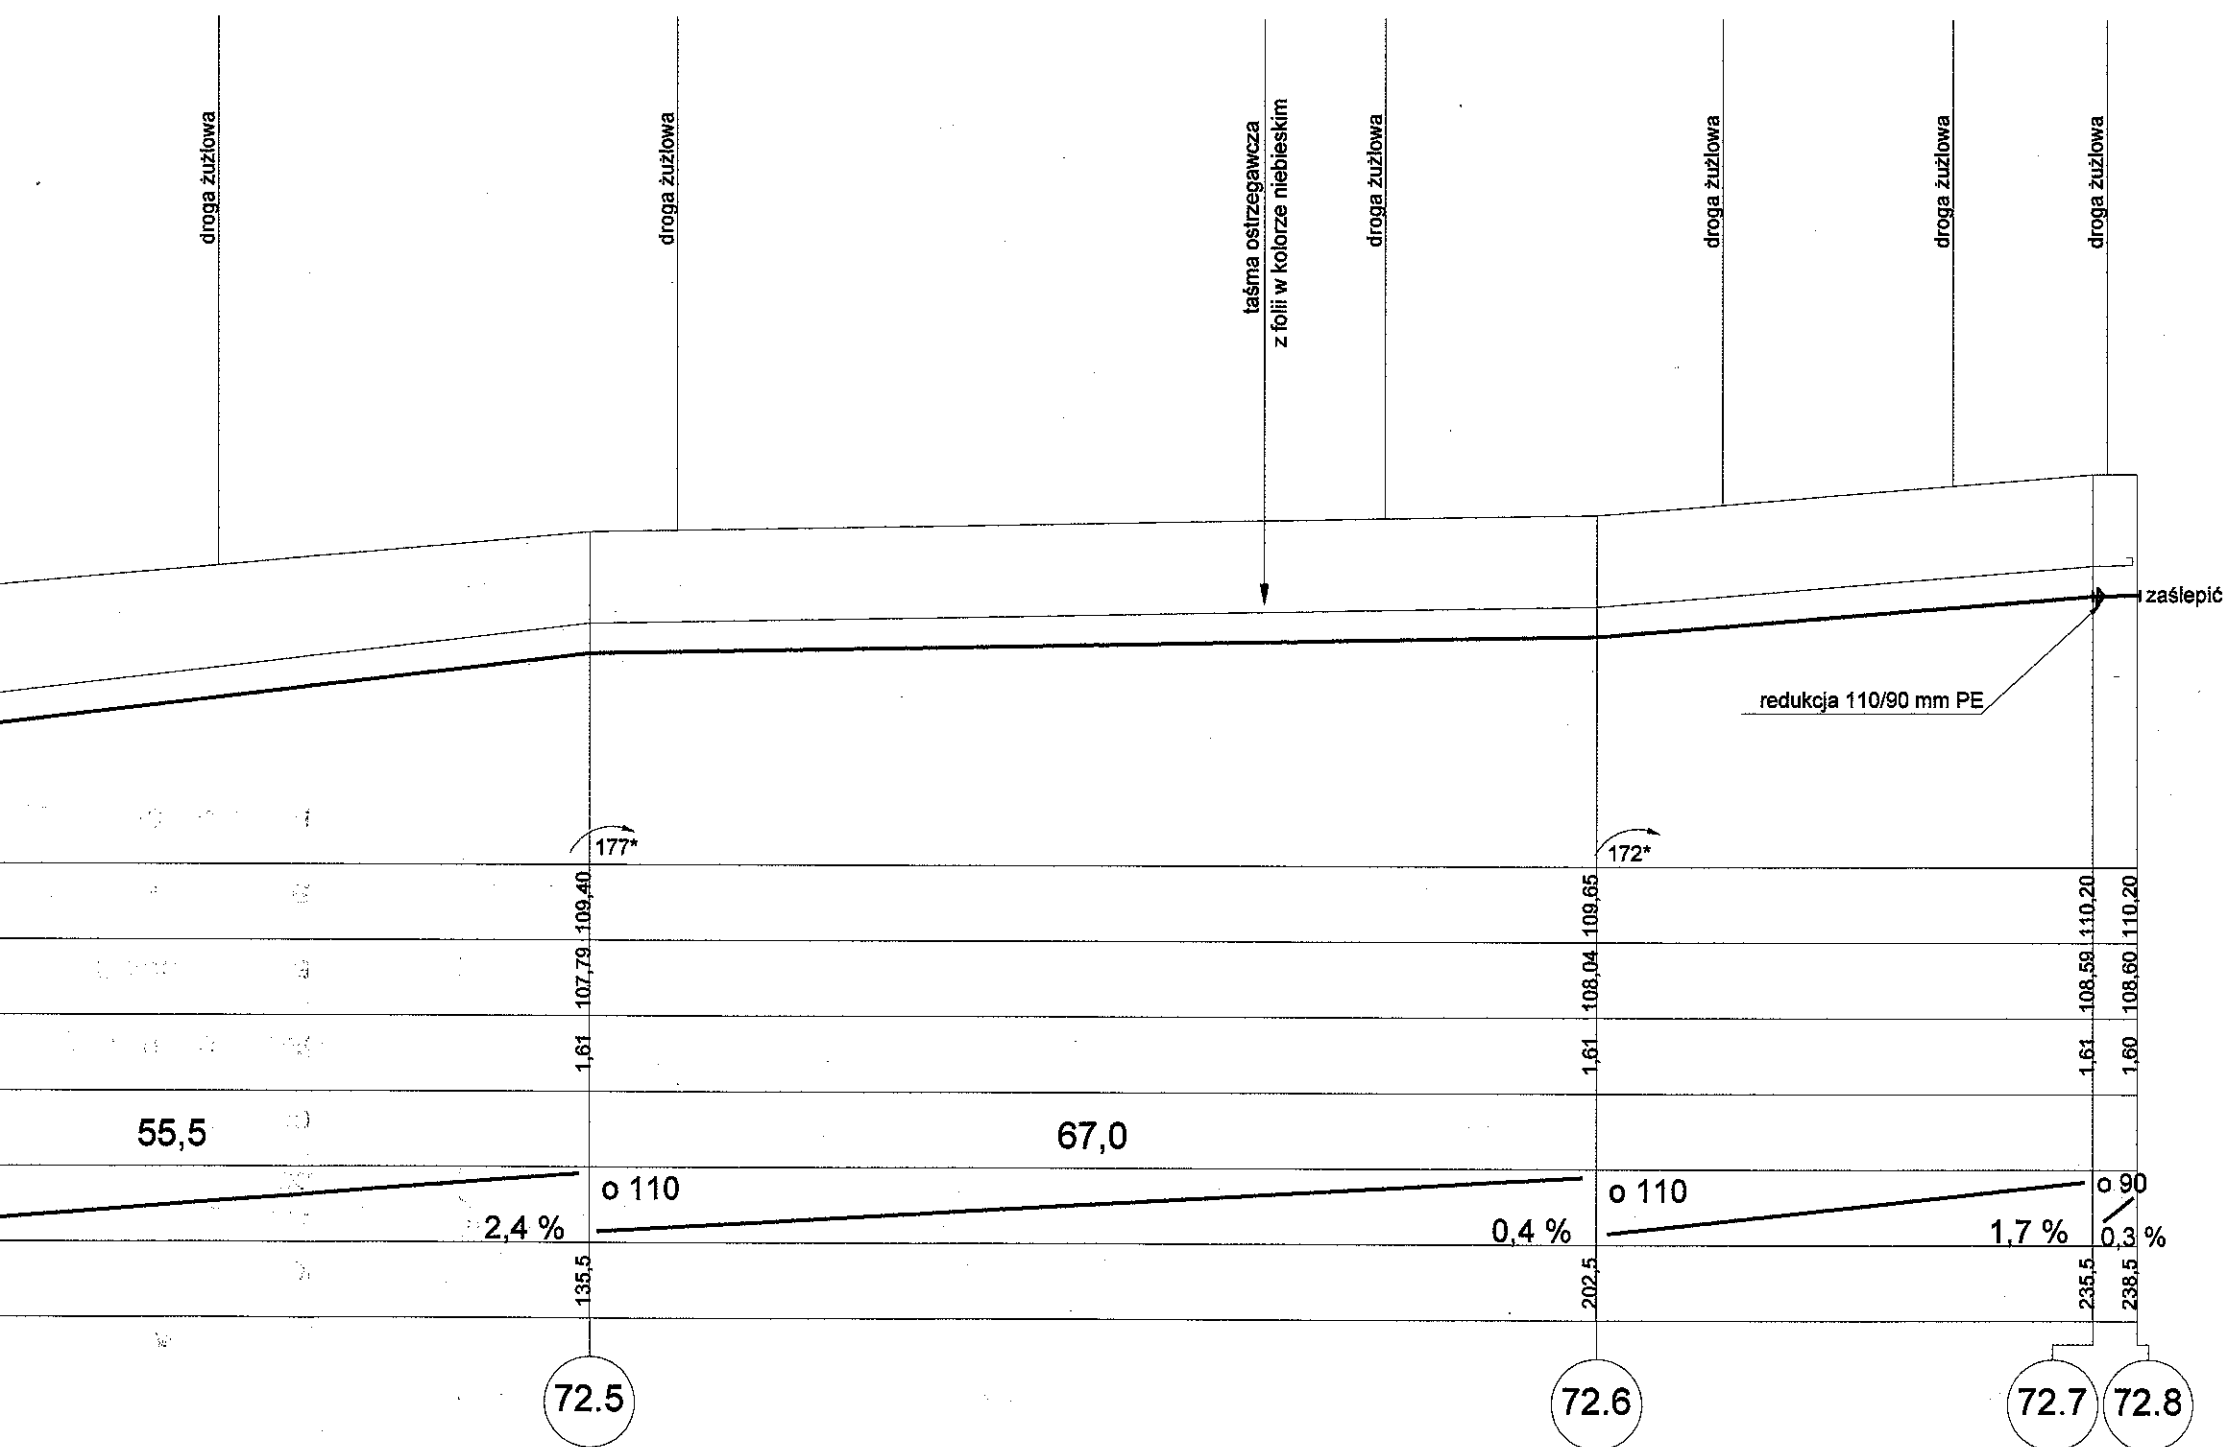 droga żużlowa
droga żużlowa
taśma ostrzegawcza
z folii w kolorze niebieskim
droga żużlowa
droga żużlowa
droga żużlowa
droga żużlowa
zaślepić
redukcja 110/90 mm PE
177*
172*
109,40
109,65
110,20
110,20
107,79
108,04
108,59
108,60
1,61
1,61
1,61
1,60
55,5
67,0
o 110
o 110
o 90
2,4 %
0,4 %
1,7 %
0,3 %
135,5
202,5
235,5
238,5
72.5
72.6
72.7
72.8